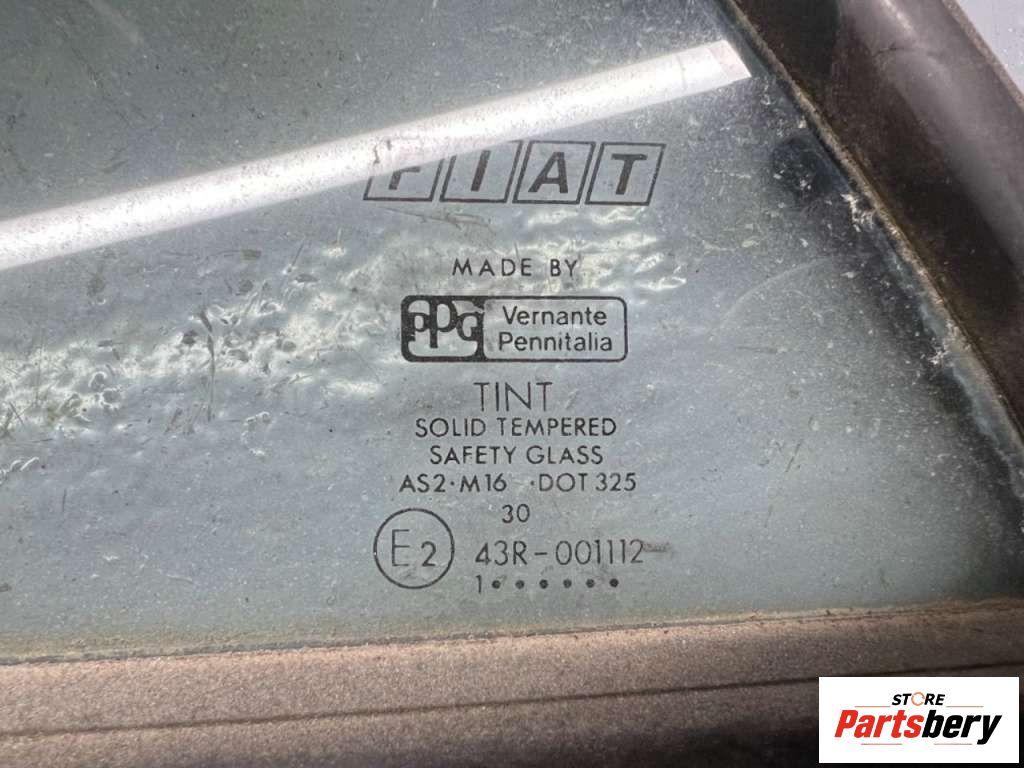 FIAT
MADE BY
PPG Vernante
Pennitalia
TINT
SOLID TEMPERED
SAFETY GLASS
AS2·M16 ·DOT 325
30
E2 43R-001112
1••••••
STORE
Partsbery